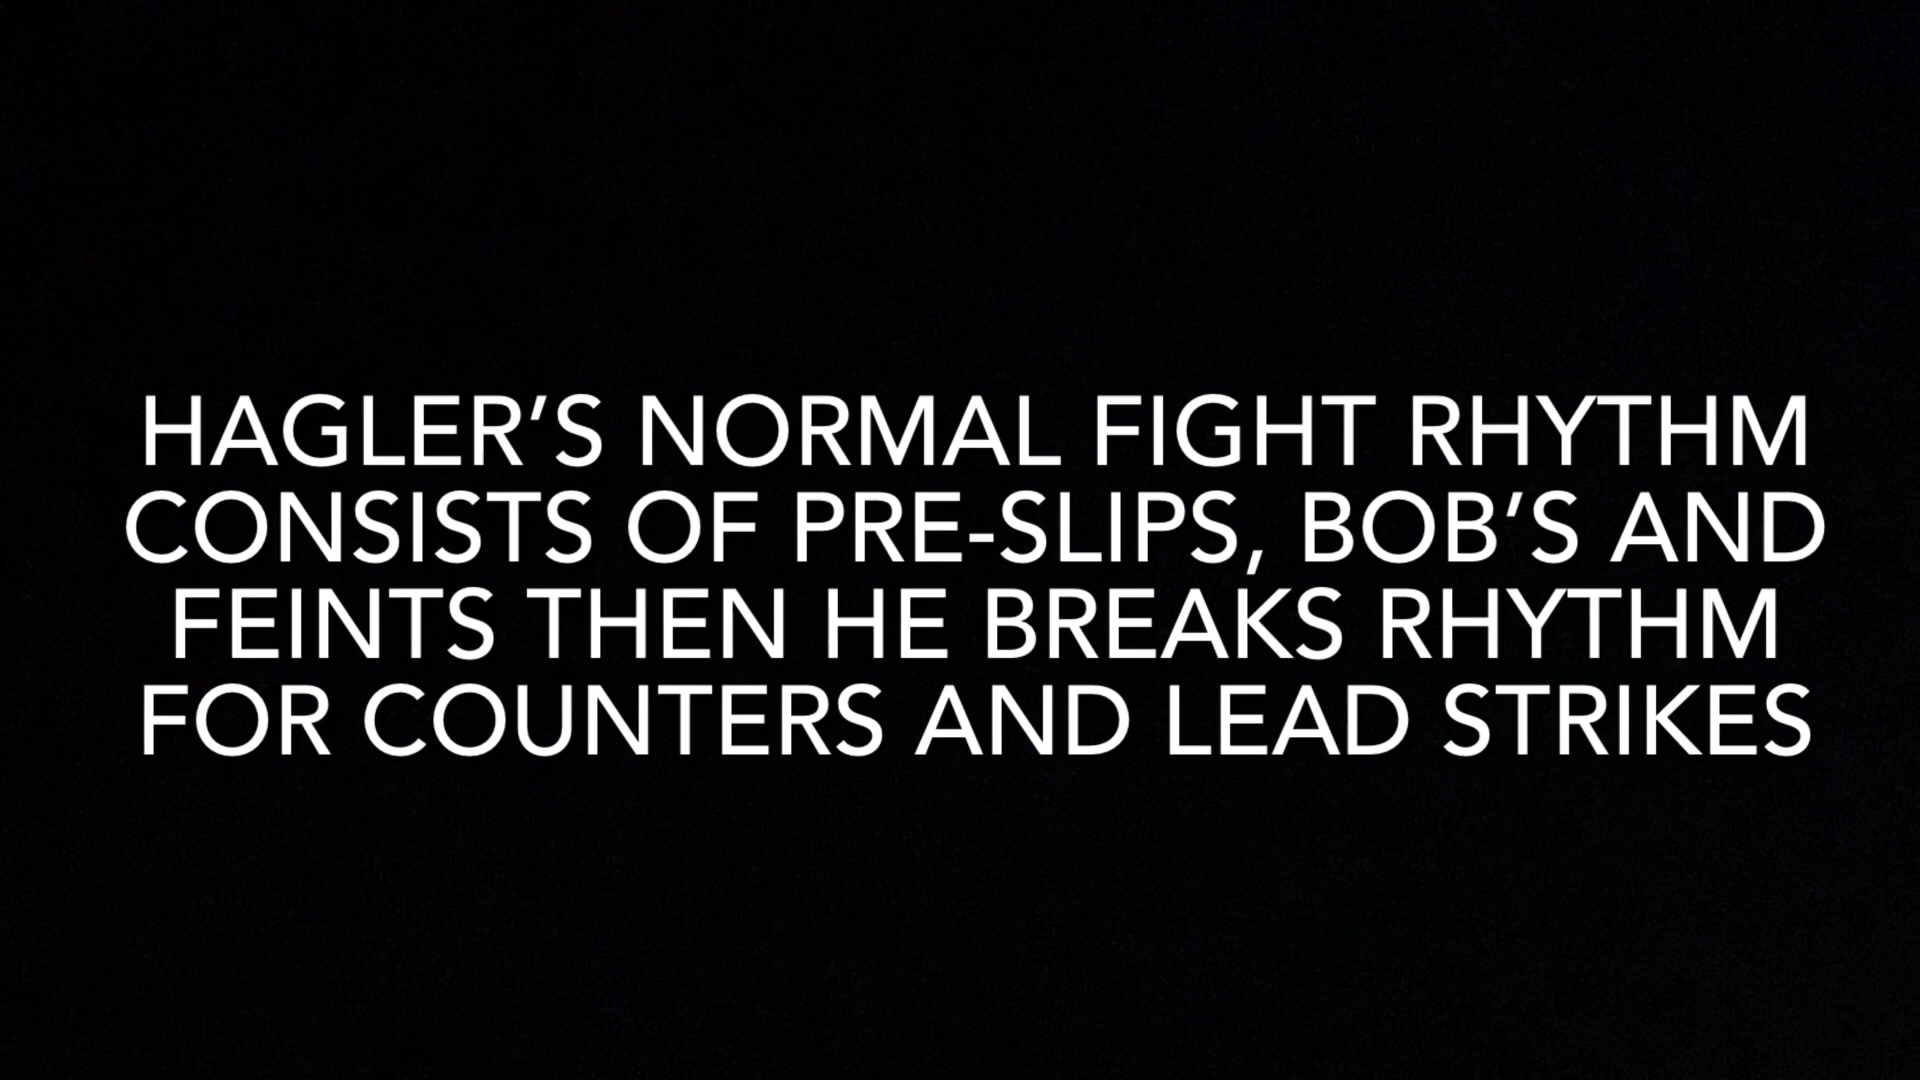 HAGLER’S NORMAL FIGHT RHYTHM
CONSISTS OF PRE-SLIPS, BOB’S AND
FEINTS THEN HE BREAKS RHYTHM
FOR COUNTERS AND LEAD STRIKES